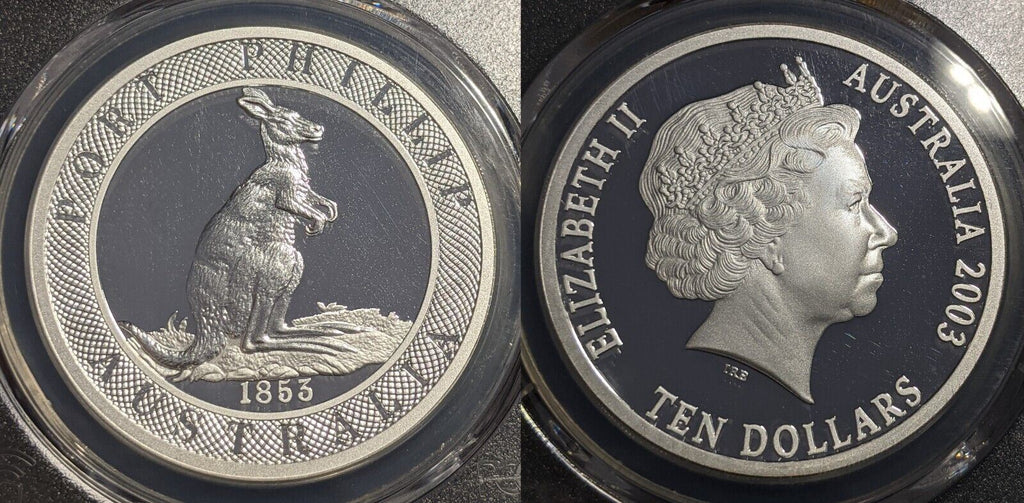 PORT PHILLIP
AUSTRALIA
1853
ELIZABETH II
AUSTRALIA 2003
TEN DOLLARS
IRB